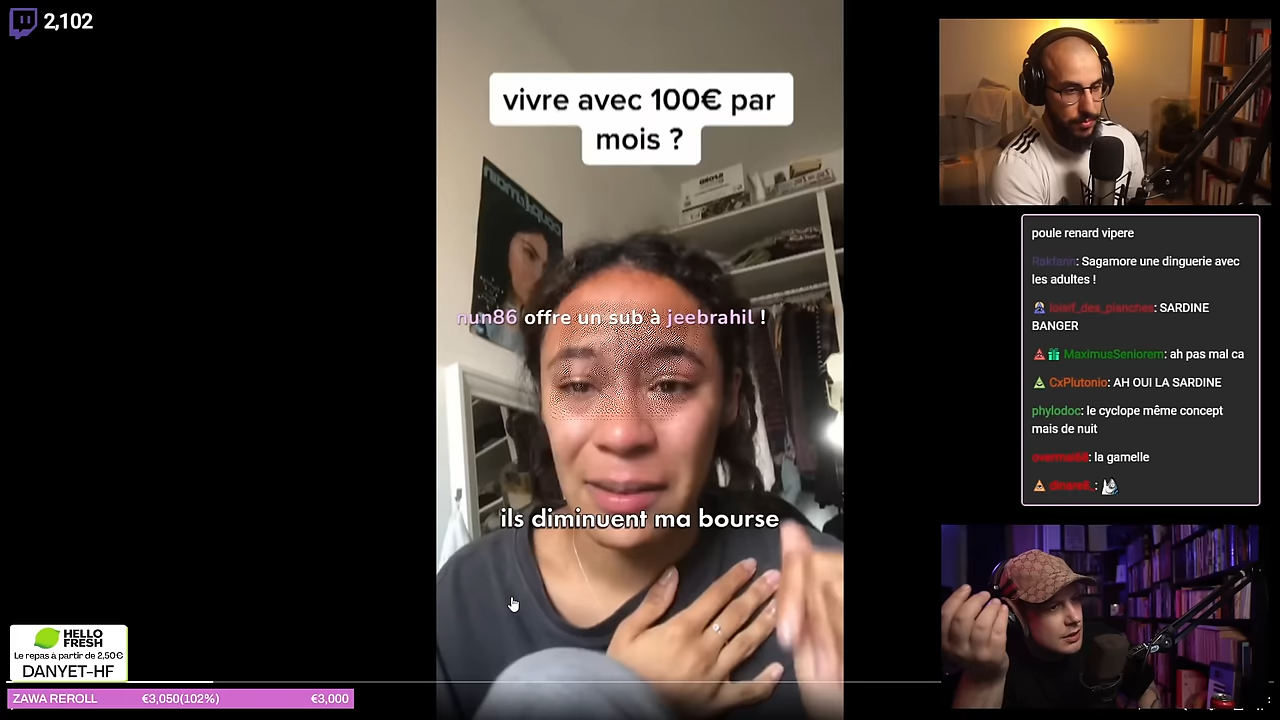 2,102
vivre avec 100€ par
mois ?
nun86 offre un sub à jeebrahil !
ils diminuent ma bourse
poule renard vipere
Rakfann: Sagamore une dinguerie avec
les adultes !
loisif_des_piancnes: SARDINE
BANGER
MaximusSeniorem: ah pas mal ca
CxPlutonio: AH OUI LA SARDINE
phylodoc: le cyclope même concept
mais de nuit
: la gamelle
HELLO
FRESH
Le repas à partir de 2.50€
DANYET-HF
ZAWA REROLL €3,050(102%) €3,000